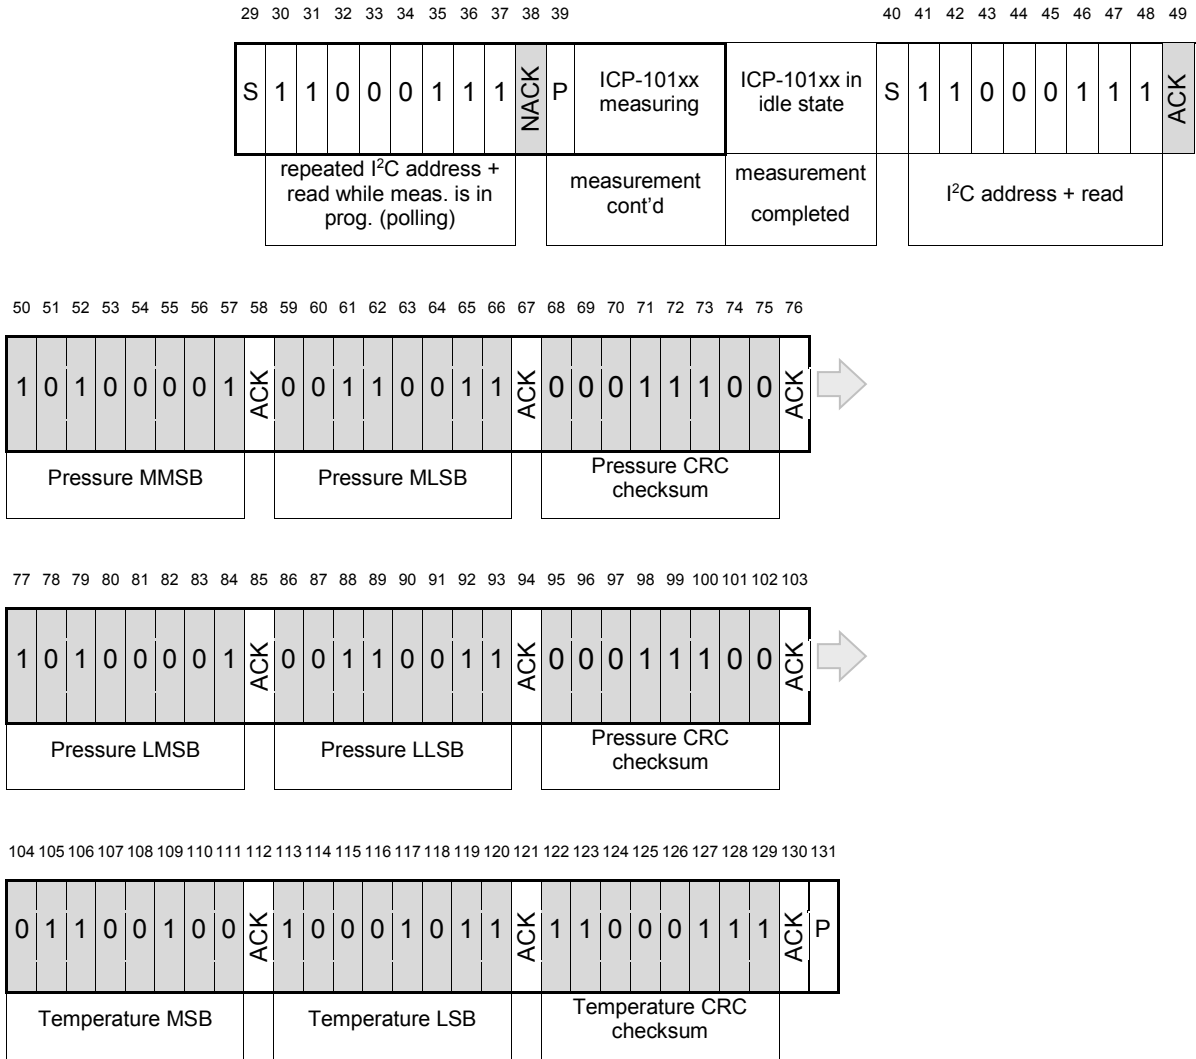 29 30 31 32 33 34 35 36 37 38 39 40 41 42 43 44 45 46 47 48 49
S 1 1 0 0 0 1 1 1 NACK P ICP-101xx measuring ICP-101xx in idle state S 1 1 0 0 0 1 1 1 ACK
repeated I²C address +
read while meas. is in
prog. (polling)
measurement
cont'd
measurement
completed
I²C address + read
50 51 52 53 54 55 56 57 58 59 60 61 62 63 64 65 66 67 68 69 70 71 72 73 74 75 76
1 0 1 0 0 0 0 1 ACK 0 0 1 1 0 0 1 1 ACK 0 0 0 1 1 1 0 0 ACK
Pressure MMSB
Pressure MLSB
Pressure CRC
checksum
77 78 79 80 81 82 83 84 85 86 87 88 89 90 91 92 93 94 95 96 97 98 99 100 101 102 103
1 0 1 0 0 0 0 1 ACK 0 0 1 1 0 0 1 1 ACK 0 0 0 1 1 1 0 0 ACK
Pressure LMSB
Pressure LLSB
Pressure CRC
checksum
104 105 106 107 108 109 110 111 112 113 114 115 116 117 118 119 120 121 122 123 124 125 126 127 128 129 130 131
0 1 1 0 0 1 0 0 ACK 1 0 0 0 1 0 1 1 ACK 1 1 0 0 0 1 1 1 ACK P
Temperature MSB
Temperature LSB
Temperature CRC
checksum